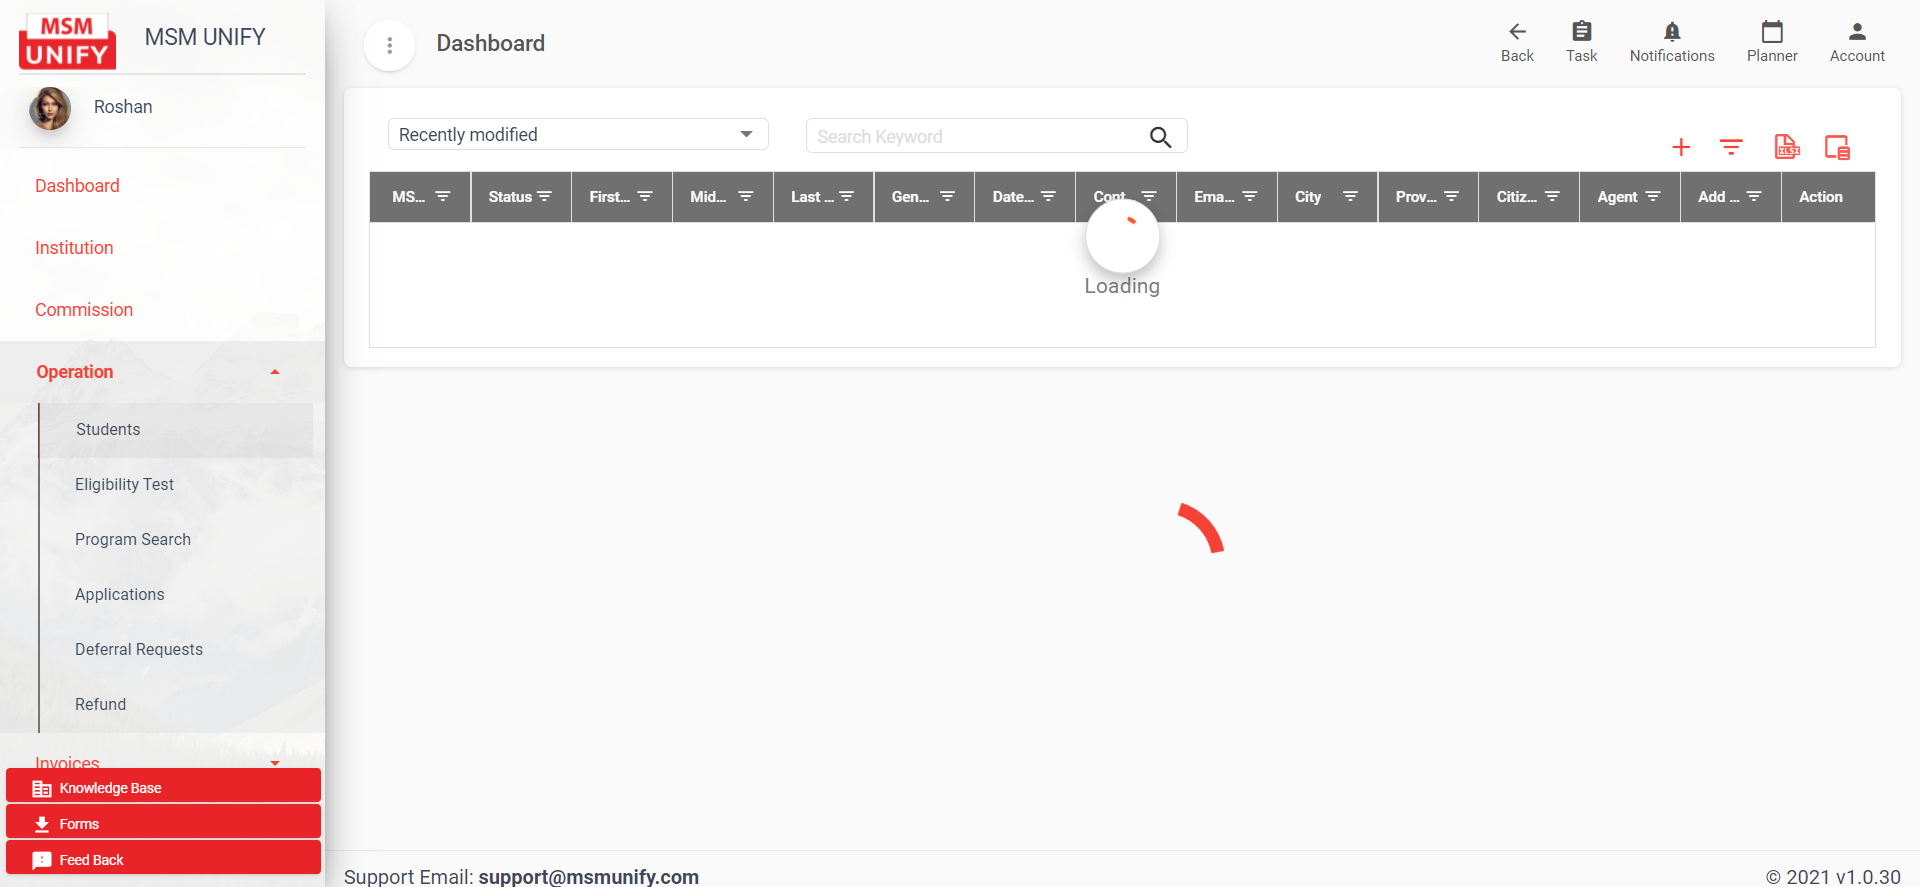 MSM
UNIFY
MSM UNIFY
Roshan
Dashboard
Institution
Commission
Operation
Students
Eligibility Test
Program Search
Applications
Deferral Requests
Refund
Invoices
Knowledge Base
Forms
Feed Back
Dashboard
Back Task Notifications Planner Account
Recently modified
Search Keyword
XLSX
MS... Status First... Mid... Last ... Gen... Date... Cont... Ema... City Prov... Citiz... Agent Add ... Action
Loading
Support Email: support@msmunify.com
© 2021 v1.0.30